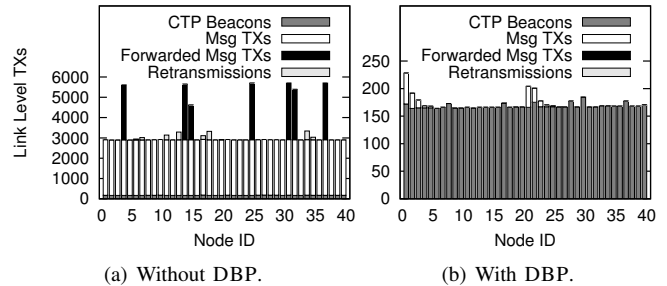 CTP Beacons
Msg TXs
Forwarded Msg TXs
Retransmissions
Link Level TXs
6000
5000
4000
3000
2000
1000
0
0 5 10 15 20 25 30 35 40
Node ID
(a) Without DBP.
CTP Beacons
Msg TXs
Forwarded Msg TXs
Retransmissions
250
200
150
100
50
0
0 5 10 15 20 25 30 35 40
Node ID
(b) With DBP.